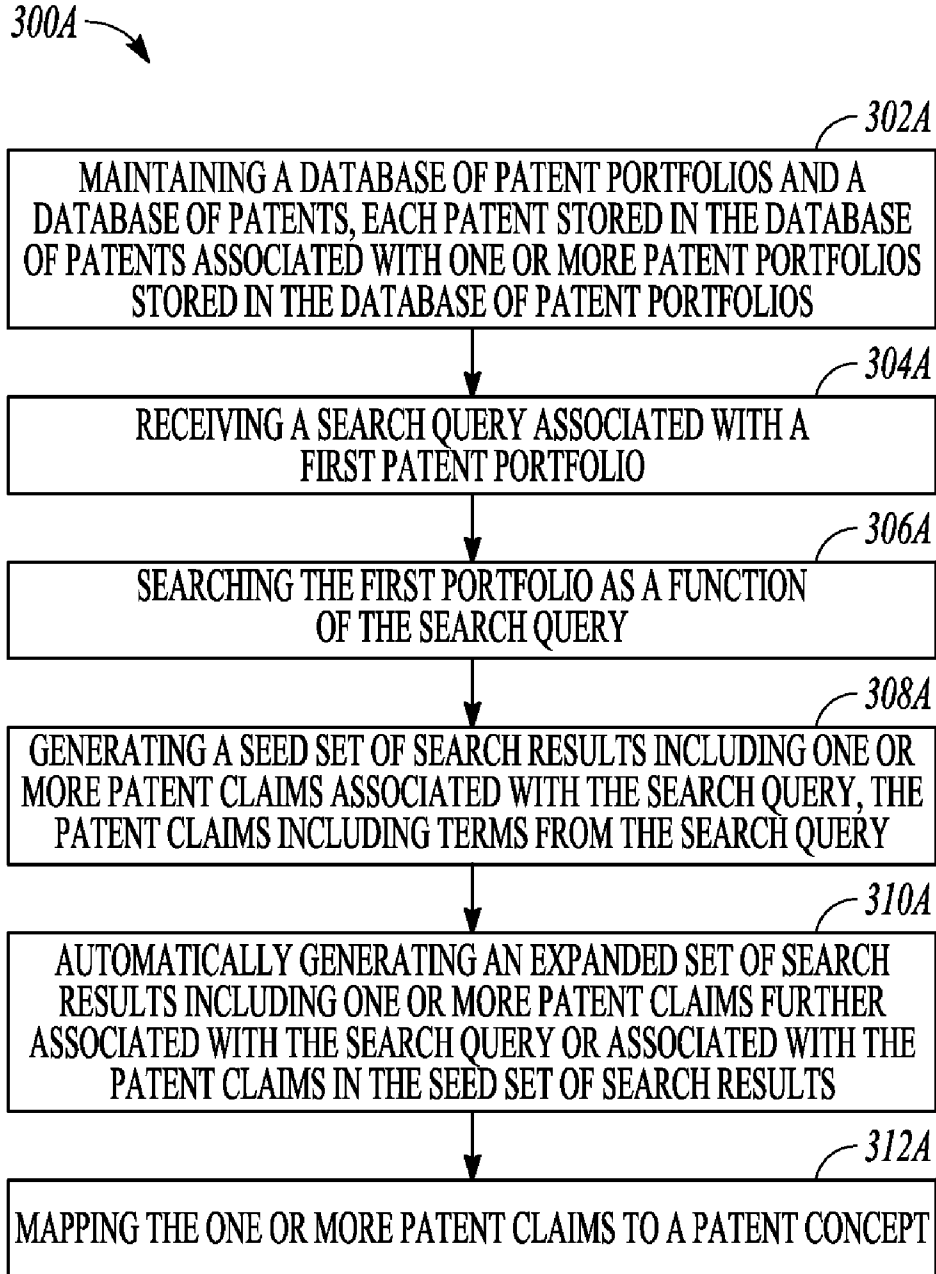 300A
302A
MAINTAINING A DATABASE OF PATENT PORTFOLIOS AND A
DATABASE OF PATENTS, EACH PATENT STORED IN THE DATABASE
OF PATENTS ASSOCIATED WITH ONE OR MORE PATENT PORTFOLIOS
STORED IN THE DATABASE OF PATENT PORTFOLIOS
304A
RECEIVING A SEARCH QUERY ASSOCIATED WITH A
FIRST PATENT PORTFOLIO
306A
SEARCHING THE FIRST PORTFOLIO AS A FUNCTION
OF THE SEARCH QUERY
308A
GENERATING A SEED SET OF SEARCH RESULTS INCLUDING ONE OR
MORE PATENT CLAIMS ASSOCIATED WITH THE SEARCH QUERY, THE
PATENT CLAIMS INCLUDING TERMS FROM THE SEARCH QUERY
310A
AUTOMATICALLY GENERATING AN EXPANDED SET OF SEARCH
RESULTS INCLUDING ONE OR MORE PATENT CLAIMS FURTHER
ASSOCIATED WITH THE SEARCH QUERY OR ASSOCIATED WITH THE
PATENT CLAIMS IN THE SEED SET OF SEARCH RESULTS
312A
MAPPING THE ONE OR MORE PATENT CLAIMS TO A PATENT CONCEPT